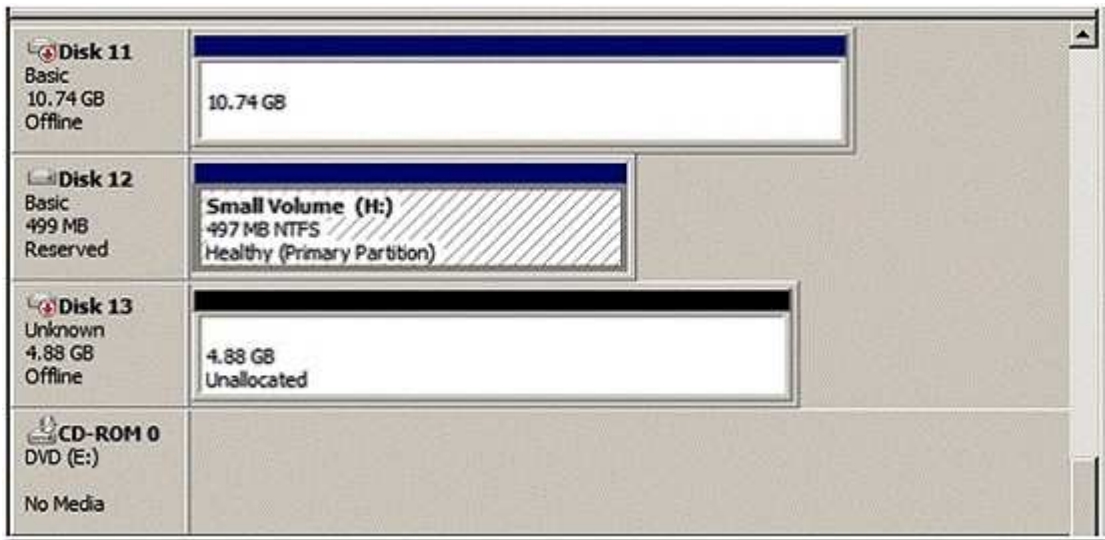 Disk 11
Basic
10.74 GB
Offline
10.74 GB
Disk 12
Basic
499 MB
Reserved
Small Volume (H:)
497 MB NTFS
Healthy (Primary Partition)
Disk 13
Unknown
4.88 GB
Offline
4.88 GB
Unallocated
CD-ROM 0
DVD (E:)
No Media